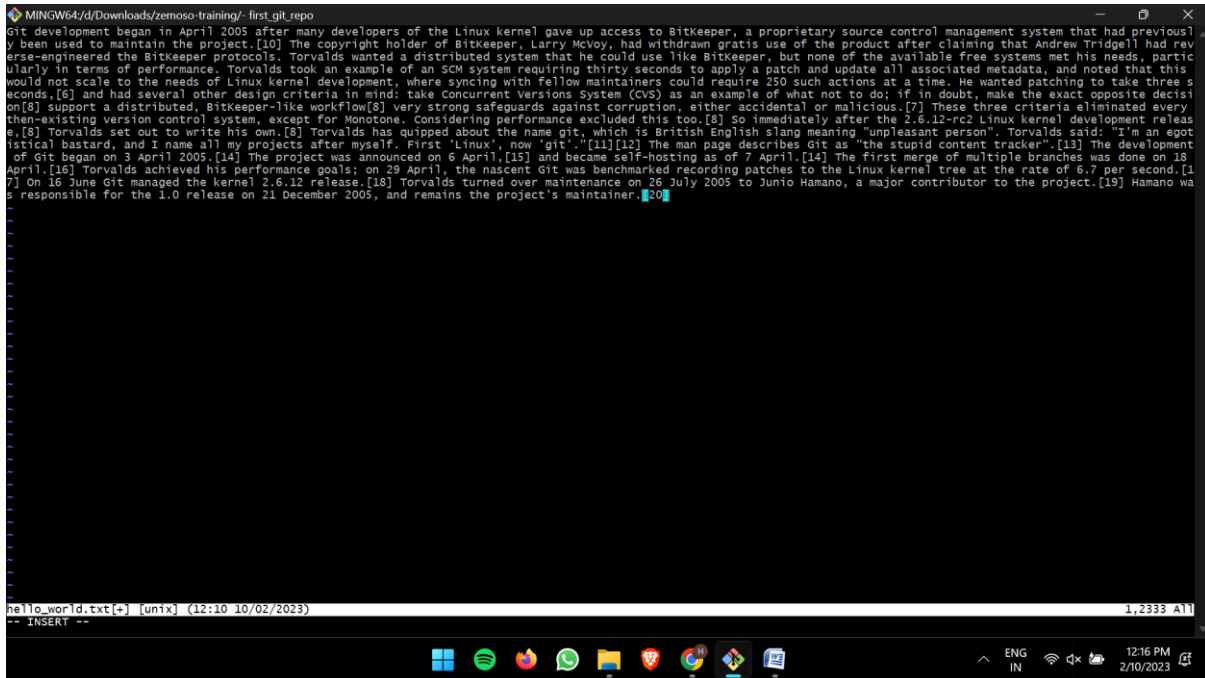 MINGW64:/d/Downloads/zemoso-training/- first_git_repo
Git development began in April 2005 after many developers of the Linux kernel gave up access to BitKeeper, a proprietary source control management system that had previousl
y been used to maintain the project.[10] The copyright holder of BitKeeper, Larry McVoy, had withdrawn gratis use of the product after claiming that Andrew Tridgell had rev
erse-engineered the BitKeeper protocols. Torvalds wanted a distributed system that he could use like BitKeeper, but none of the available free systems met his needs, partic
ularly in terms of performance. Torvalds took an example of an SCM system requiring thirty seconds to apply a patch and update all associated metadata, and noted that this
would not scale to the needs of Linux kernel development, where syncing with fellow maintainers could require 250 such actions at a time. He wanted patching to take three s
econds,[6] and had several other design criteria in mind: take Concurrent Versions System (CVS) as an example of what not to do; if in doubt, make the exact opposite decisi
on[8] support a distributed, BitKeeper-like workflow[8] very strong safeguards against corruption, either accidental or malicious.[7] These three criteria eliminated every
then-existing version control system, except for Monotone. Considering performance excluded this too.[8] So immediately after the 2.6.12-rc2 Linux kernel development releas
e,[8] Torvalds set out to write his own.[8] Torvalds has quipped about the name git, which is British English slang meaning "unpleasant person". Torvalds said: "I'm an egot
istical bastard, and I name all my projects after myself. First 'Linux', now 'git'."[11][12] The man page describes Git as "the stupid content tracker".[13] The development
of Git began on 3 April 2005.[14] The project was announced on 6 April,[15] and became self-hosting as of 7 April.[14] The first merge of multiple branches was done on 18
April.[16] Torvalds achieved his performance goals; on 29 April, the nascent Git was benchmarked recording patches to the Linux kernel tree at the rate of 6.7 per second.[1
7] On 16 June Git managed the kernel 2.6.12 release.[18] Torvalds turned over maintenance on 26 July 2005 to Junio Hamano, a major contributor to the project.[19] Hamano wa
s responsible for the 1.0 release on 21 December 2005, and remains the project's maintainer.[20]
hello_world.txt[+] [unix] (12:10 10/02/2023) 1,2333 All
-- INSERT --
ENG 12:16 PM
IN 2/10/2023